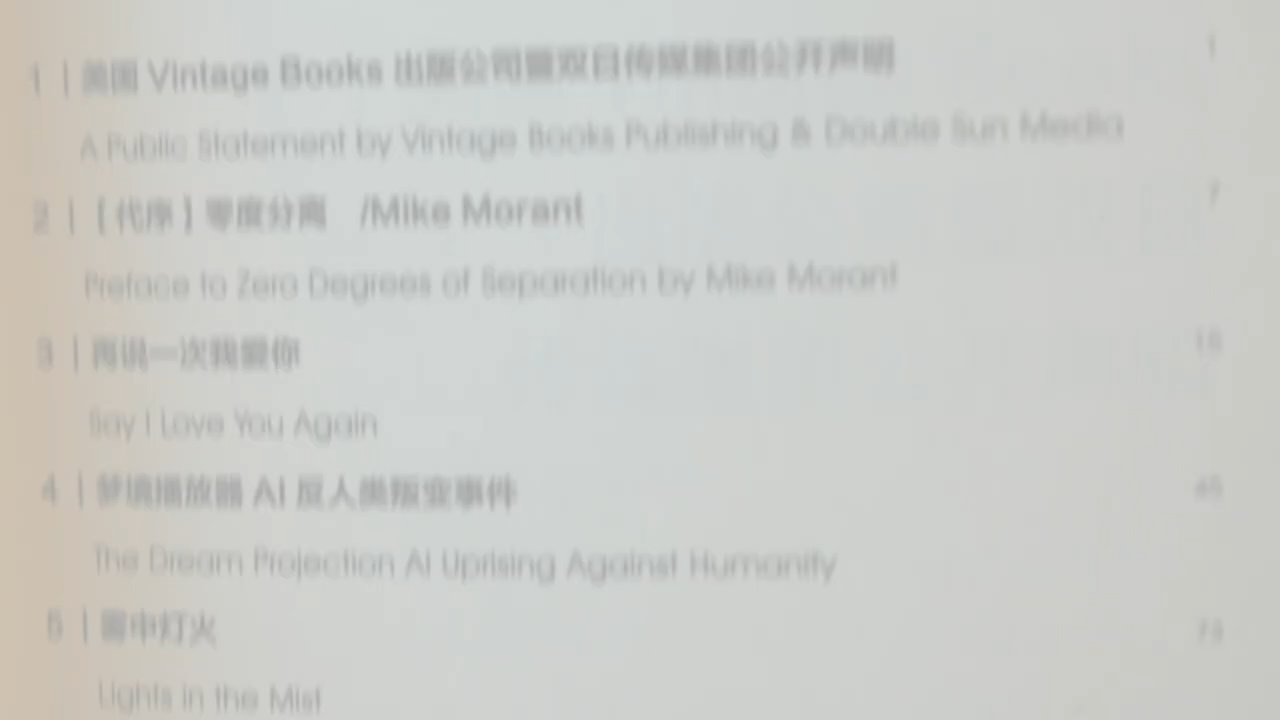 1 | 美国 Vintage Books 出版公司暨双日传媒集团公开声明 1
A Public Statement by Vintage Books Publishing & Double Sun Media
2 | [代序] 零度分离 /Mike Morant 7
Preface to Zero Degrees of Separation by Mike Morant
3 | 再说一次我爱你
Say I Love You Again
4 | 梦境播放器 AI 反人类叛变事件
The Dream Projection AI Uprising Against Humanity
5 | 雾中灯火 73
Lights in the Mist